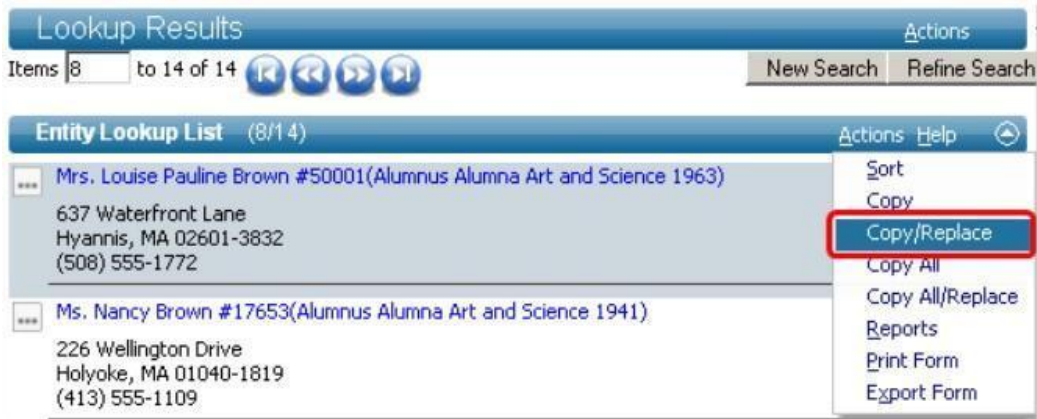 Lookup Results Actions
Items 8 to 14 of 14 New Search Refine Search
Entity Lookup List (8/14) Actions Help
Mrs. Louise Pauline Brown #50001(Alumnus Alumna Art and Science 1963)
637 Waterfront Lane
Hyannis, MA 02601-3832
(508) 555-1772
Ms. Nancy Brown #17653(Alumnus Alumna Art and Science 1941)
226 Wellington Drive
Holyoke, MA 01040-1819
(413) 555-1109
Sort
Copy
Copy/Replace
Copy All
Copy All/Replace
Reports
Print Form
Export Form